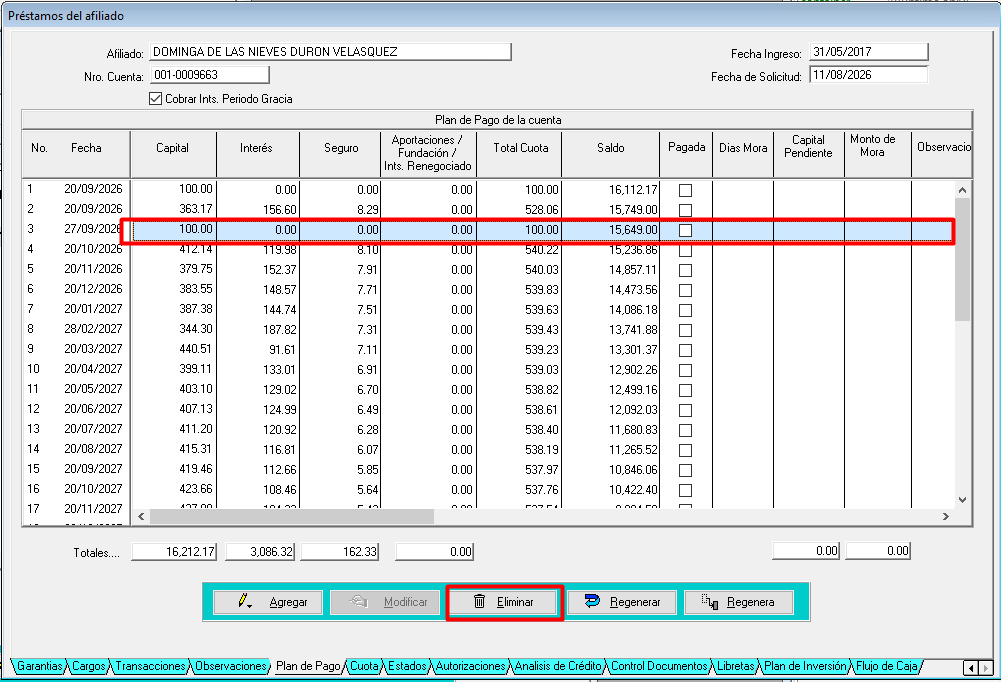 Préstamos del afiliado
Afiliado: DOMINGA DE LAS NIEVES DURON VELASQUEZ Fecha Ingreso: 31/05/2017
Nro. Cuenta: 001-0009663 Fecha de Solicitud: 11/08/2026
Cobrar Ints. Periodo Gracia
Plan de Pago de la cuenta
No. Fecha Capital Interés Seguro Aportaciones / Fundación / Ints. Renegociado Total Cuota Saldo Pagada Dias Mora Capital Pendiente Monto de Mora Observacio
1 20/09/2026 100.00 0.00 0.00 0.00 100.00 16,112.17
2 20/09/2026 363.17 156.60 8.29 0.00 528.06 15,749.00
3 27/09/2026 100.00 0.00 0.00 0.00 100.00 15,649.00
4 20/10/2026 412.14 119.98 8.10 0.00 540.22 15,236.86
5 20/11/2026 379.75 152.37 7.91 0.00 540.03 14,857.11
6 20/12/2026 383.55 148.57 7.71 0.00 539.83 14,473.56
7 20/01/2027 387.38 144.74 7.51 0.00 539.63 14,086.18
8 28/02/2027 344.30 187.82 7.31 0.00 539.43 13,741.88
9 20/03/2027 440.51 91.61 7.11 0.00 539.23 13,301.37
10 20/04/2027 399.11 133.01 6.91 0.00 539.03 12,902.26
11 20/05/2027 403.10 129.02 6.70 0.00 538.82 12,499.16
12 20/06/2027 407.13 124.99 6.49 0.00 538.61 12,092.03
13 20/07/2027 411.20 120.92 6.28 0.00 538.40 11,680.83
14 20/08/2027 415.31 116.81 6.07 0.00 538.19 11,265.52
15 20/09/2027 419.46 112.66 5.85 0.00 537.97 10,846.06
16 20/10/2027 423.66 108.46 5.64 0.00 537.76 10,422.40
17 20/11/2027
Totales.... 16,212.17 3,086.32 162.33 0.00 0.00 0.00
Agregar Modificar Eliminar Regenerar Regenera
Garantias Cargos Transacciones Observaciones Plan de Pago Cuota Estados Autorizaciones Analisis de Crédito Control Documentos Libretas Plan de Inversión Flujo de Caja